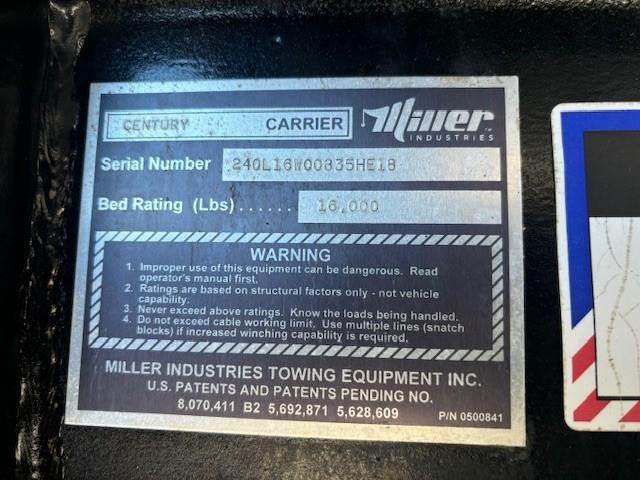 CENTURY CARRIER Miller
INDUSTRIES
Serial Number 240L16W00835HE18
Bed Rating (Lbs)...... 16,000
WARNING
1. Improper use of this equipment can be dangerous. Read
operator's manual first.
2. Ratings are based on structural factors only - not vehicle
capability.
3. Never exceed above ratings. Know the loads being handled.
4. Do not exceed cable working limit. Use multiple lines (snatch
blocks) if increased winching capability is required.
MILLER INDUSTRIES TOWING EQUIPMENT INC.
U.S. PATENTS AND PATENTS PENDING NO.
8,070,411 B2 5,692,871 5,628,609
P/N 0500841